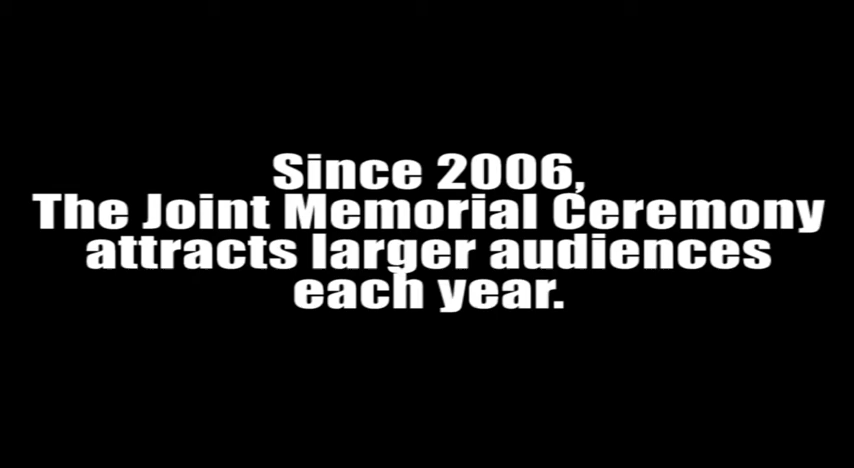 Since 2006,
The Joint Memorial Ceremony
attracts larger audiences
each year.